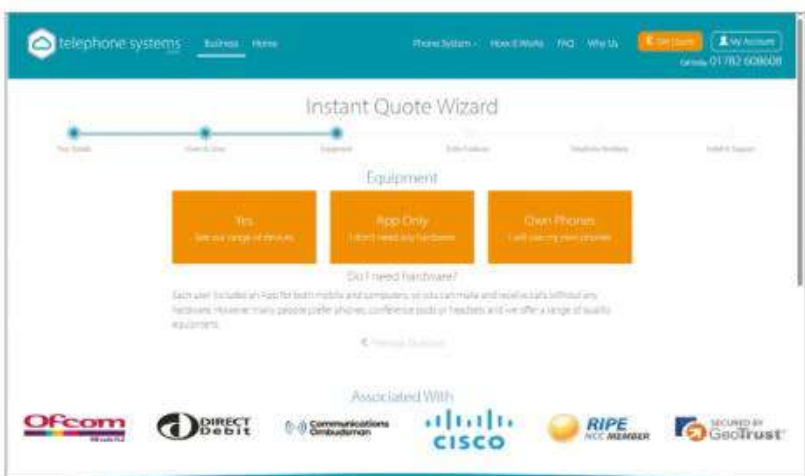 telephone systems
Business Home
Phone System How It Works FAQ Why Us
My Account
01782 608608
Instant Quote Wizard
Equipment
Equipment
Yes
See our range of devices
App Only
I don't need any hardware
Own Phones
I will use my own phones
Do I need hardware?
Each user includes an App for both mobile and computers, so you can make and receive calls without any
hardware. However many people prefer phones, conference pods or headsets and we offer a range of quality
equipment.
Associated With
Ofcom
DIRECT
Debit
Communications
Ombudsman
CISCO
RIPE
NCC MEMBER
SECURED BY
GeoTrust